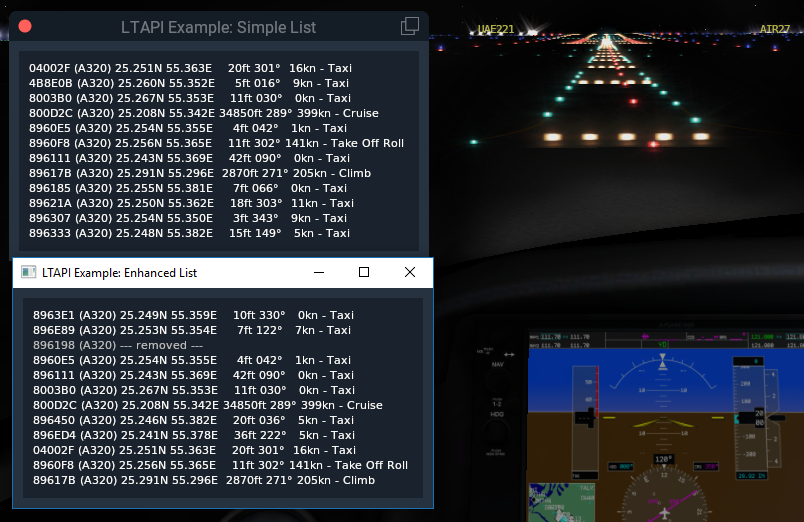 LTAPI Example: Simple List
04002F (A320) 25.251N 55.363E 20ft 301° 16kn - Taxi
4B8E0B (A320) 25.260N 55.352E 5ft 016° 9kn - Taxi
8003B0 (A320) 25.267N 55.353E 11ft 030° 0kn - Taxi
800D2C (A320) 25.208N 55.342E 34850ft 289° 399kn - Cruise
8960E5 (A320) 25.254N 55.355E 4ft 042° 1kn - Taxi
8960F8 (A320) 25.256N 55.365E 11ft 302° 141kn - Take Off Roll
896111 (A320) 25.243N 55.369E 42ft 090° 0kn - Taxi
89617B (A320) 25.291N 55.296E 2870ft 271° 205kn - Climb
896185 (A320) 25.255N 55.381E 7ft 066° 0kn - Taxi
89621A (A320) 25.250N 55.362E 18ft 303° 11kn - Taxi
896307 (A320) 25.254N 55.350E 3ft 343° 9kn - Taxi
896333 (A320) 25.248N 55.382E 15ft 149° 5kn - Taxi
UAE221
AIR27
LTAPI Example: Enhanced List
8963E1 (A320) 25.249N 55.359E 10ft 330° 0kn - Taxi
896E89 (A320) 25.253N 55.354E 7ft 122° 7kn - Taxi
896198 (A320) --- removed ---
8960E5 (A320) 25.254N 55.355E 4ft 042° 1kn - Taxi
896111 (A320) 25.243N 55.369E 42ft 090° 0kn - Taxi
8003B0 (A320) 25.267N 55.353E 11ft 030° 0kn - Taxi
800D2C (A320) 25.208N 55.342E 34850ft 289° 399kn - Cruise
896450 (A320) 25.246N 55.382E 20ft 036° 5kn - Taxi
896ED4 (A320) 25.241N 55.378E 36ft 222° 5kn - Taxi
04002F (A320) 25.251N 55.363E 20ft 301° 16kn - Taxi
8960F8 (A320) 25.256N 55.365E 11ft 302° 141kn - Take Off Roll
89617B (A320) 25.291N 55.296E 2870ft 271° 205kn - Climb
NAV
HDG
120°